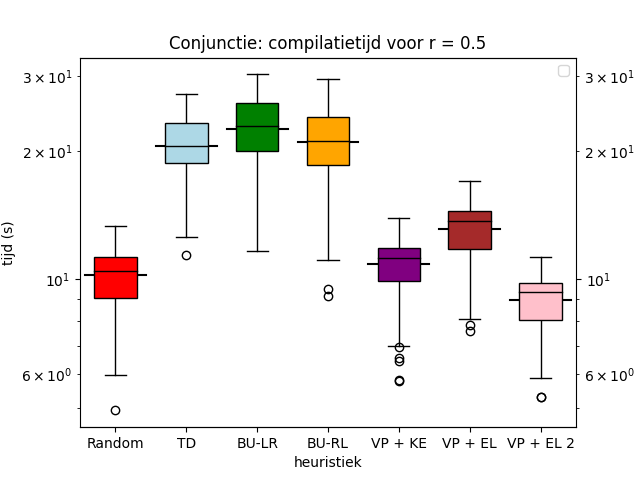 Conjunctie: compilatietijd voor r = 0.5
3 × 10¹
2 × 10¹
10¹
6 × 10⁰
3 × 10¹
2 × 10¹
10¹
6 × 10⁰
tijd (s)
Random TD BU-LR BU-RL VP + KE VP + EL VP + EL 2
heuristiek